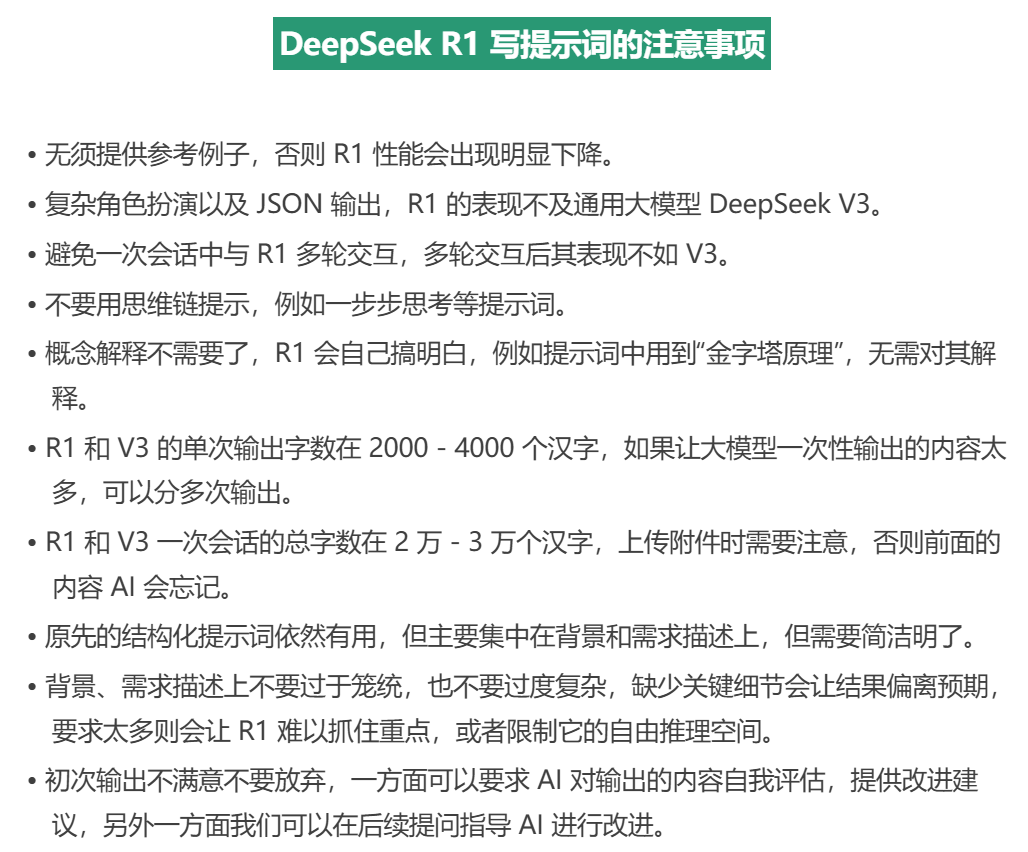 DeepSeek R1 写提示词的注意事项
• 无须提供参考例子，否则 R1 性能会出现明显下降。
• 复杂角色扮演以及 JSON 输出，R1 的表现不及通用大模型 DeepSeek V3。
• 避免一次会话中与 R1 多轮交互，多轮交互后其表现不如 V3。
• 不要用思维链提示，例如一步步思考等提示词。
• 概念解释不需要了，R1 会自己搞明白，例如提示词中用到“金字塔原理”，无需对其解
释。
• R1 和 V3 的单次输出字数在 2000 - 4000 个汉字，如果让大模型一次性输出的内容太
多，可以分多次输出。
• R1 和 V3 一次会话的总字数在 2 万 - 3 万个汉字，上传附件时需要注意，否则前面的
内容 AI 会忘记。
• 原先的结构化提示词依然有用，但主要集中在背景和需求描述上，但需要简洁明了。
• 背景、需求描述上不要过于笼统，也不要过度复杂，缺少关键细节会让结果偏离预期，
要求太多则会让 R1 难以抓住重点，或者限制它的自由推理空间。
• 初次输出不满意不要放弃，一方面可以要求 AI 对输出的内容自我评估，提供改进建
议，另外一方面我们可以在后续提问指导 AI 进行改进。